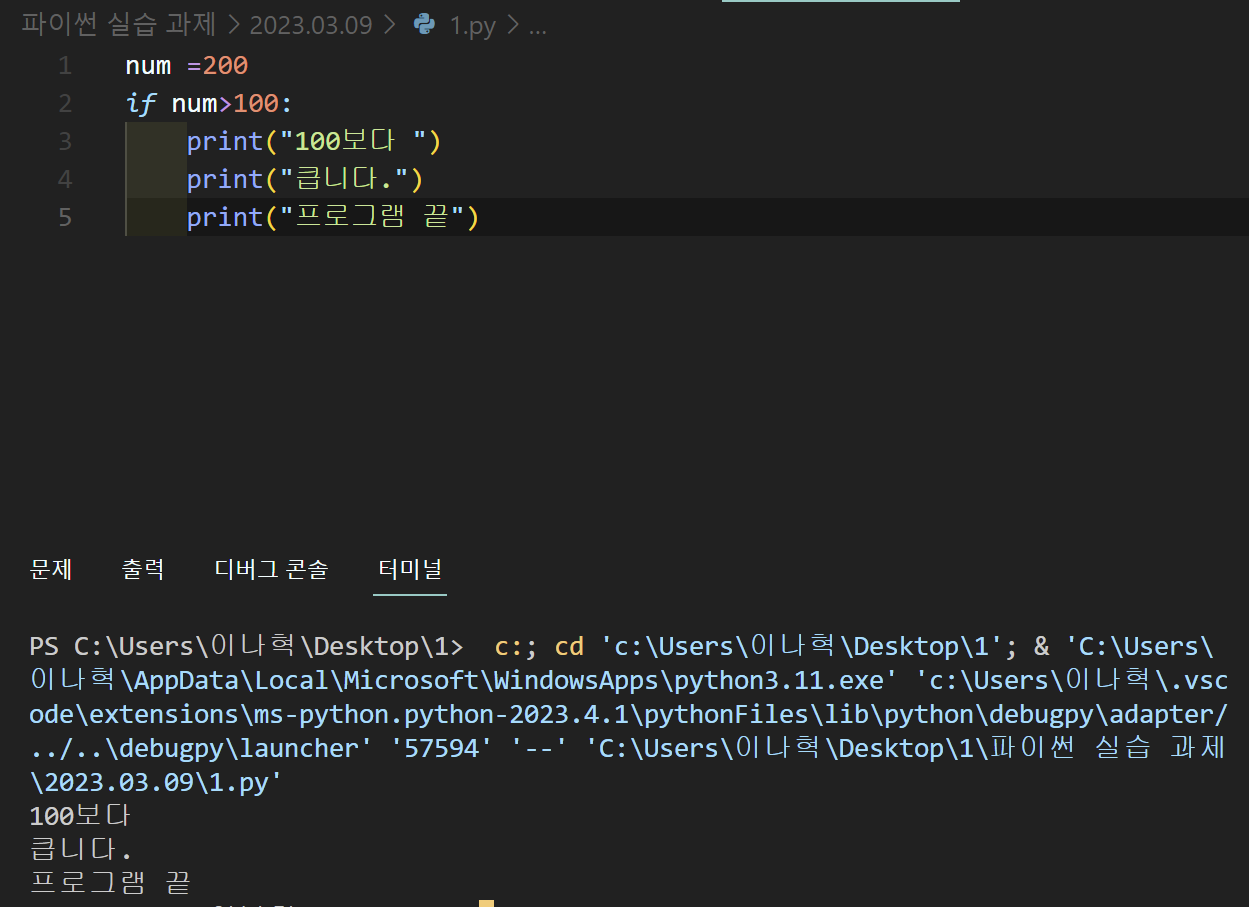 파이썬 실습 과제 > 2023.03.09 > 1.py > ...
1 num =200
2 if num>100:
3 print("100보다 ")
4 print("큽니다.")
5 print("프로그램 끝")
문제 출력 디버그 콘솔 터미널
PS C:\Users\이나혁\Desktop\1>  c:; cd 'c:\Users\이나혁\Desktop\1'; & 'C:\Users\
이나혁\AppData\Local\Microsoft\WindowsApps\python3.11.exe' 'c:\Users\이나혁\.vsc
ode\extensions\ms-python.python-2023.4.1\pythonFiles\lib\python\debugpy\adapter/
../..\debugpy\launcher' '57594' '--' 'C:\Users\이나혁\Desktop\1\파이썬 실습 과제
\2023.03.09\1.py'
100보다
큽니다.
프로그램 끝